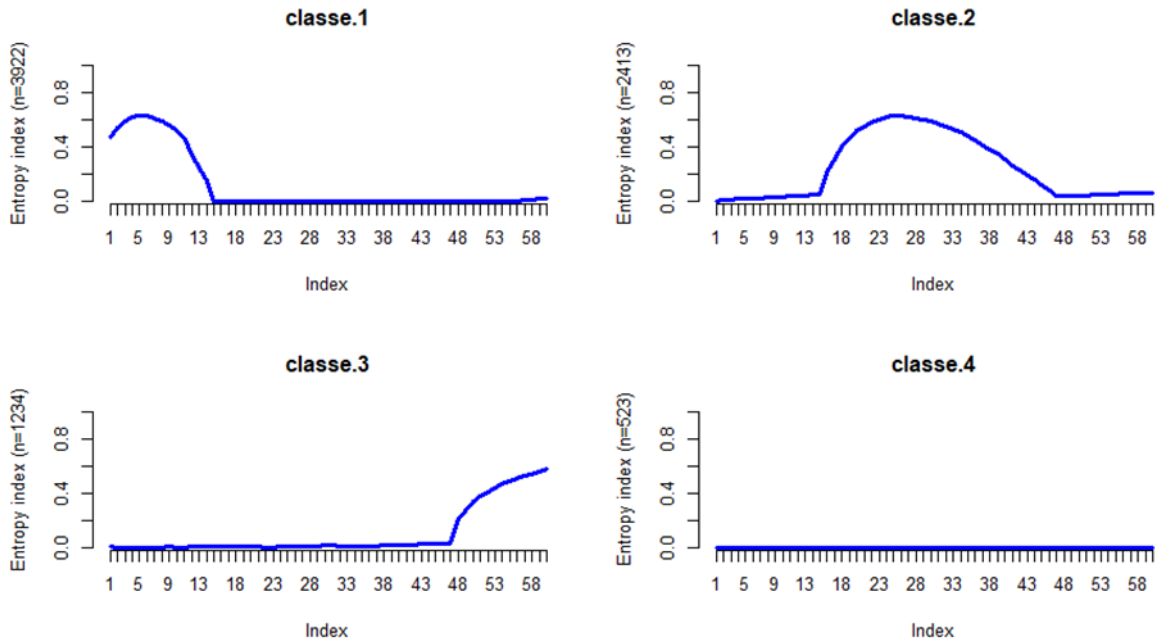 classe.1
Entropy index (n=3922)
0.8
0.4
0.0
1 5 9 13 18 23 28 33 38 43 48 53 58
Index
classe.2
Entropy index (n=2413)
0.8
0.4
0.0
1 5 9 13 18 23 28 33 38 43 48 53 58
Index
classe.3
Entropy index (n=1234)
0.8
0.4
0.0
1 5 9 13 18 23 28 33 38 43 48 53 58
Index
classe.4
Entropy index (n=523)
0.8
0.4
0.0
1 5 9 13 18 23 28 33 38 43 48 53 58
Index